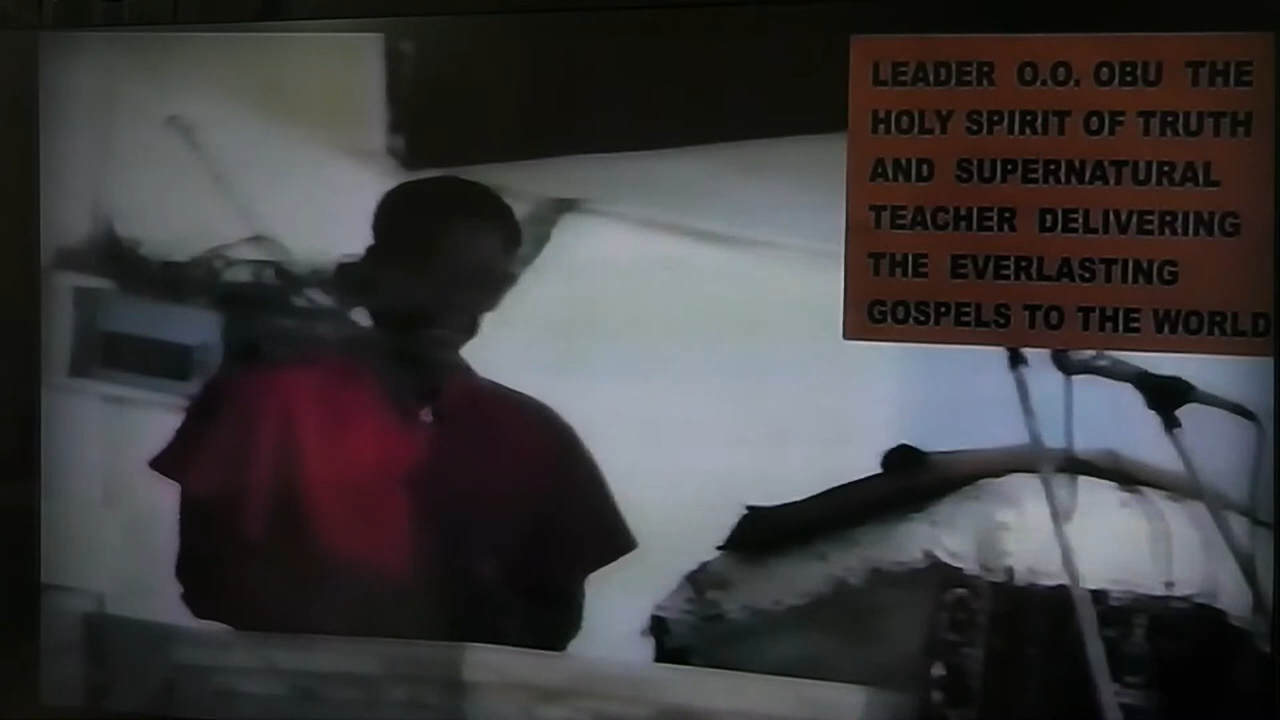 LEADER O.O. OBU THE
HOLY SPIRIT OF TRUTH
AND SUPERNATURAL
TEACHER DELIVERING
THE EVERLASTING
GOSPELS TO THE WORLD